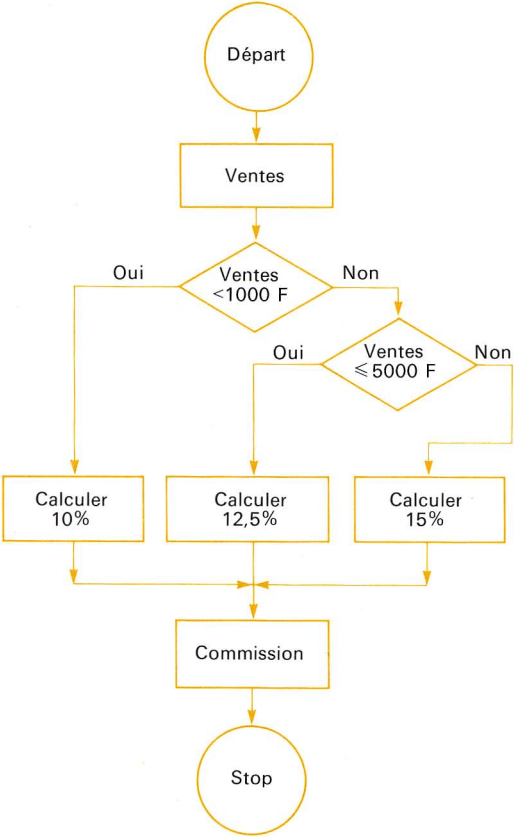 Départ
Ventes
Oui
Ventes
<1000 F
Non
Oui
Ventes
⩽5000 F
Non
Calculer
10%
Calculer
12,5%
Calculer
15%
Commission
Stop